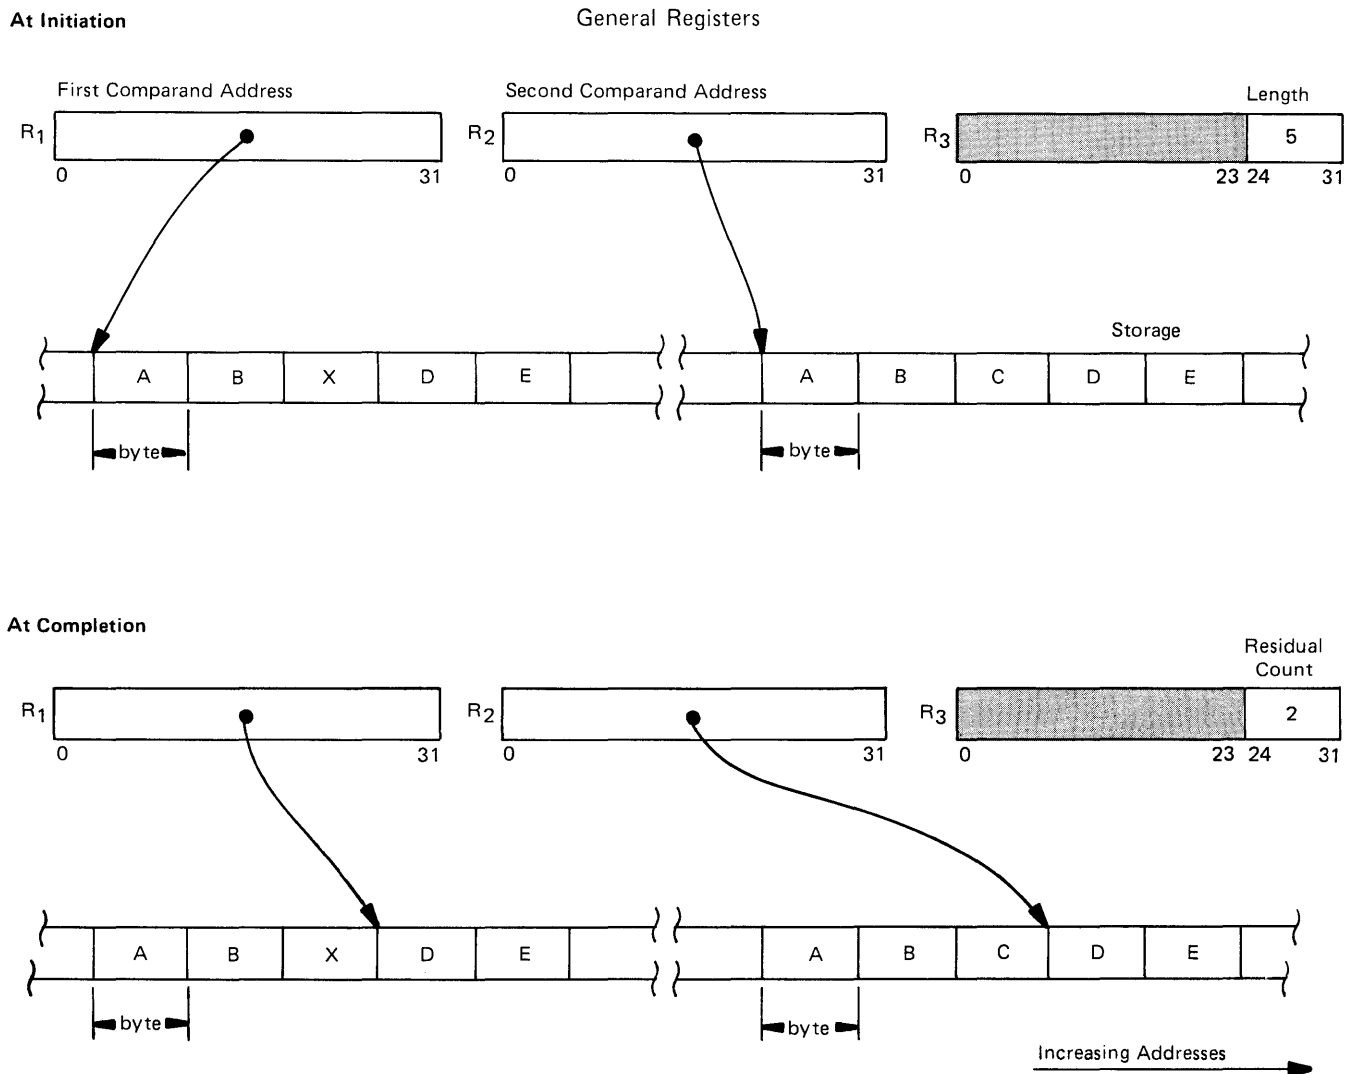 At Initiation
General Registers
First Comparand Address
Second Comparand Address
Length
R1
R2
R3
5
0
31
0
31
0
23 24
31
Storage
A
B
X
D
E
A
B
C
D
E
byte
byte
At Completion
Residual
Count
R1
R2
R3
2
0
31
0
31
0
23 24
31
A
B
X
D
E
A
B
C
D
E
byte
byte
Increasing Addresses